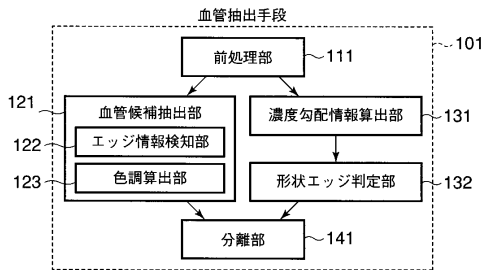 血管抽出手段
101
前処理部
111
121
血管候補抽出部
122
エッジ情報検知部
123
色調算出部
濃度勾配情報算出部
131
形状エッジ判定部
132
分離部
141